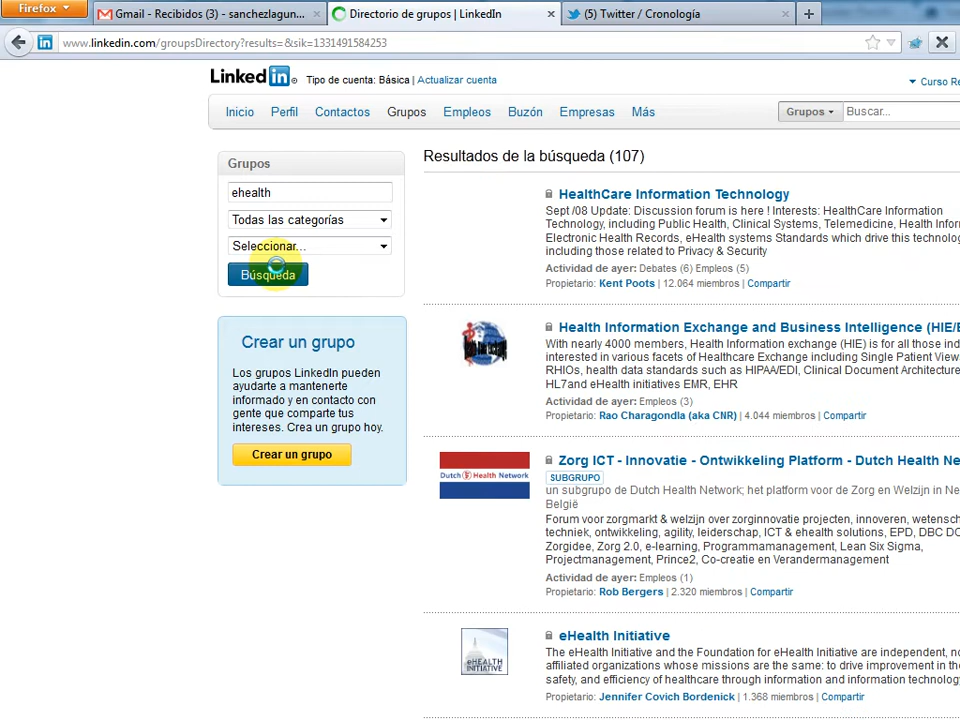 Firefox
Gmail - Recibidos (3) - sanchezlagun...
Directorio de grupos | LinkedIn
(5) Twitter / Cronología
www.linkedin.com/groupsDirectory?results=&sik=1331491584253
LinkedIn
Tipo de cuenta: Básica | Actualizar cuenta
Curso Re
Inicio Perfil Contactos Grupos Empleos Buzón Empresas Más
Grupos Buscar...
Grupos
ehealth
Todas las categorías
Seleccionar...
Búsqueda
Crear un grupo
Los grupos LinkedIn pueden
ayudarte a mantenerte
informado y en contacto con
gente que comparte tus
intereses. Crea un grupo hoy.
Crear un grupo
Resultados de la búsqueda (107)
HealthCare Information Technology
Sept /08 Update: Discussion forum is here ! Interests: HealthCare Information
Technology, including Public Health, Clinical Systems, Telemedicine, Health Infor
Electronic Health Records, eHealth systems Standards which drive this technolog
including those related to Privacy & Security
Actividad de ayer: Debates (6) Empleos (5)
Propietario: Kent Poots | 12.064 miembros | Compartir
Health Information Exchange and Business Intelligence (HIE/E
With nearly 4000 members, Health Information exchange (HIE) is for all those ind
interested in various facets of Healthcare Exchange including Single Patient View
RHIOs, health data standards such as HIPAA/EDI, Clinical Document Architecture
HL7and eHealth initiatives EMR, EHR
Actividad de ayer: Empleos (3)
Propietario: Rao Charagondla (aka CNR) | 4.044 miembros | Compartir
Dutch Health Network
Zorg ICT - Innovatie - Ontwikkeling Platform - Dutch Health Ne
SUBGRUPO
un subgrupo de Dutch Health Network; het platform voor de Zorg en Welzijn in Ne
België
Forum voor zorgmarkt & welzijn over zorginnovatie projecten, innoveren, wetensc
techniek, ontwikkeling, agility, leiderschap, ICT & ehealth solutions, EPD, DBC DO
Zorgidee, Zorg 2.0, e-learning, Programmamanagement, Lean Six Sigma,
Projectmanagement, Prince2, Co-creatie en Verandermanagement
Actividad de ayer: Empleos (1)
Propietario: Rob Bergers | 2.320 miembros | Compartir
eHEALTH
INITIATIVE
eHealth Initiative
The eHealth Initiative and the Foundation for eHealth Initiative are independent, no
affiliated organizations whose missions are the same: to drive improvement in the
safety, and efficiency of healthcare through information and information technolog
Propietario: Jennifer Covich Bordenick | 1.368 miembros | Compartir